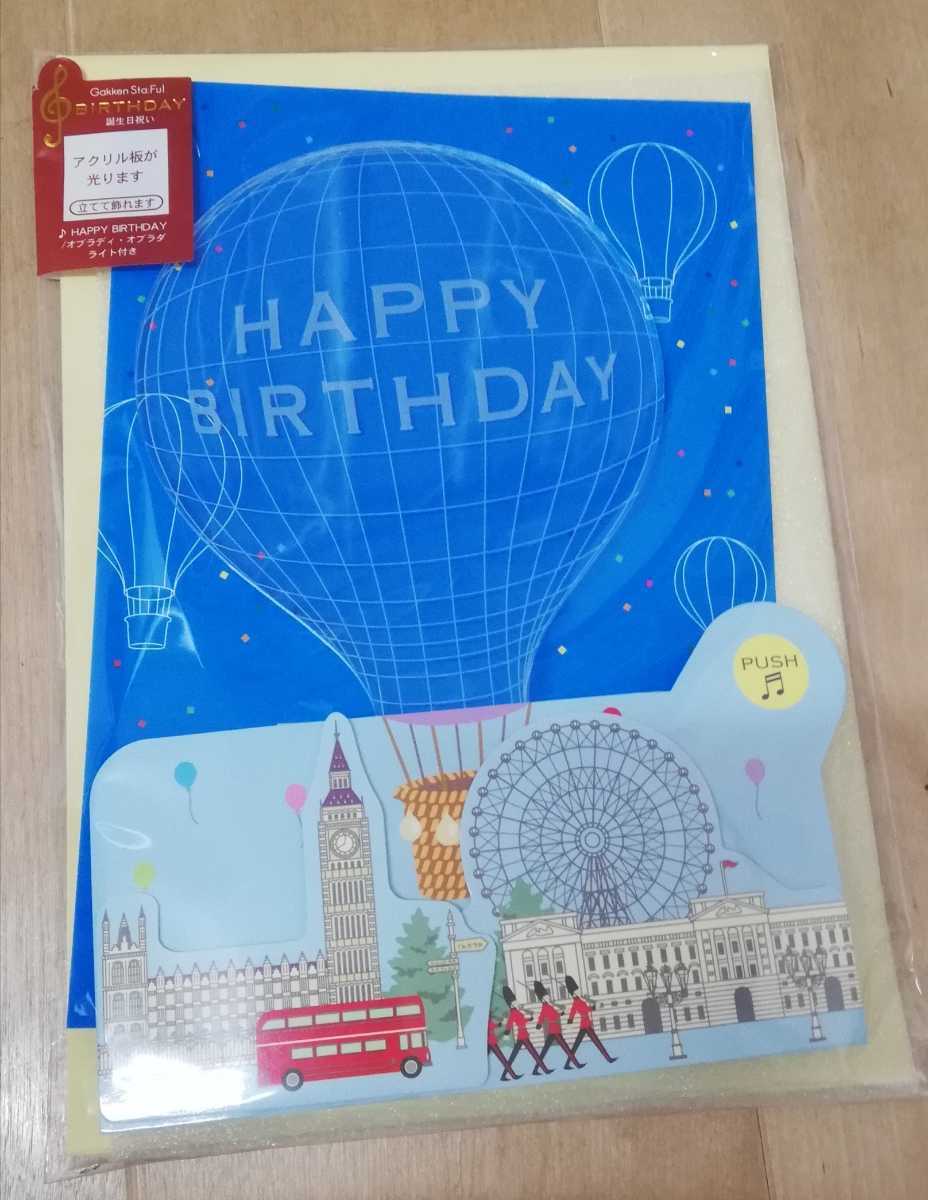 Gakken Sta:Ful
BIRTHDAY
誕生日祝い
アクリル板が
光ります
立てて飾れます
♪ HAPPY BIRTHDAY
/オブラディ・オブラダ
ライト付き
HAPPY
BIRTHDAY
PUSH